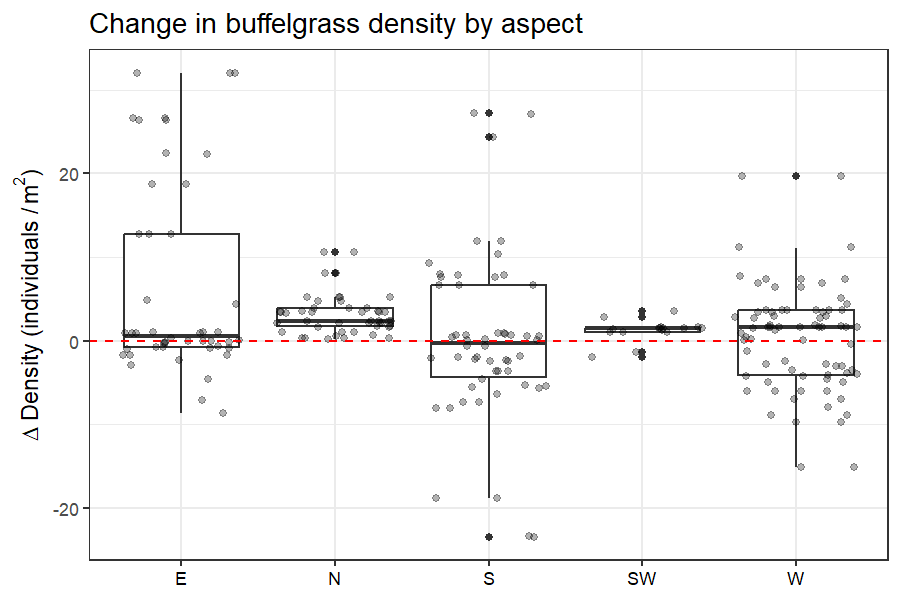 Change in buffelgrass density by aspect
Δ Density (individuals / m²)
20
0
-20
E N S SW W